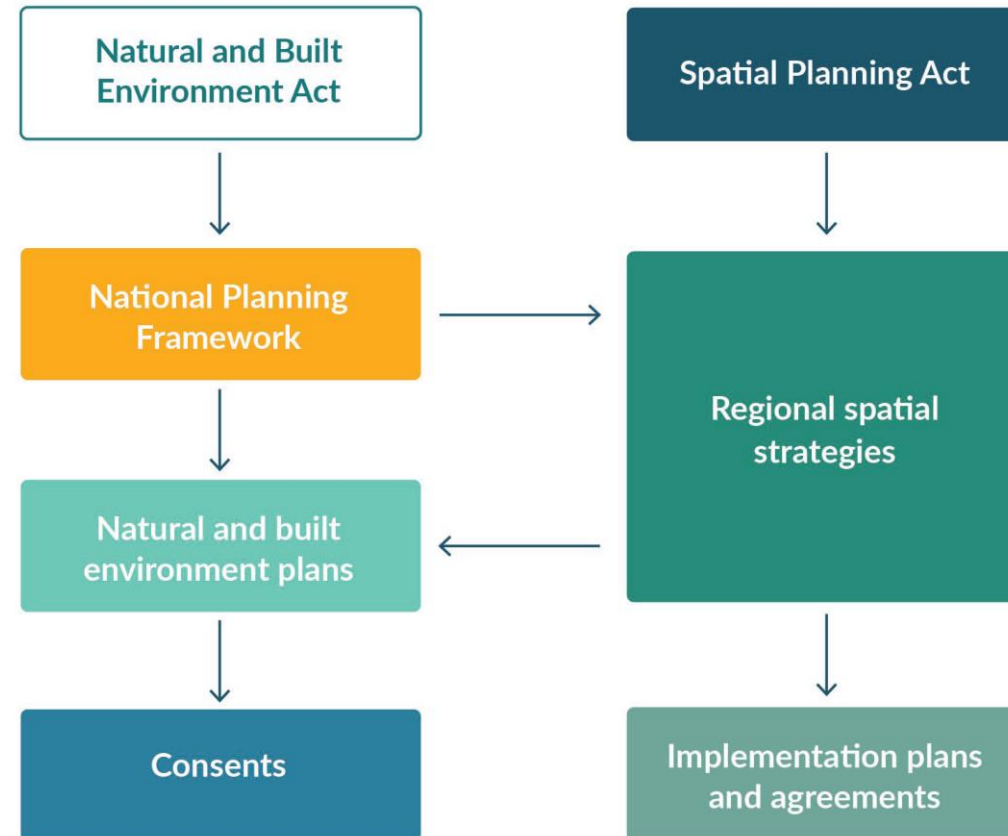 Natural and Built
Environment Act
Spatial Planning Act
National Planning
Framework
Regional spatial
strategies
Natural and built
environment plans
Consents
Implementation plans
and agreements